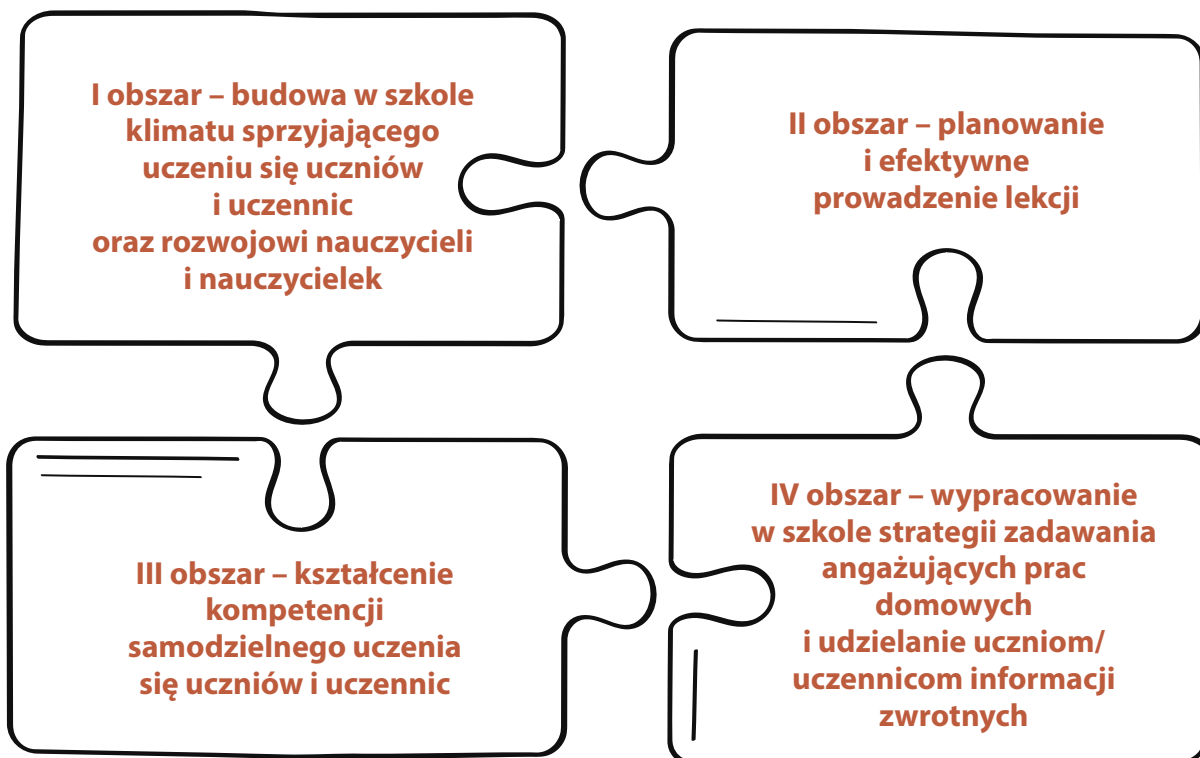 I obszar – budowa w szkole
klimatu sprzyjającego
uczeniu się uczniów
i uczennic
oraz rozwojowi nauczycieli
i nauczycielek
II obszar – planowanie
i efektywne
prowadzenie lekcji
III obszar – kształcenie
kompetencji
samodzielnego uczenia
się uczniów i uczennic
IV obszar – wypracowanie
w szkole strategii zadawania
angażujących prac
domowych
i udzielanie uczniom/
uczennicom informacji
zwrotnych